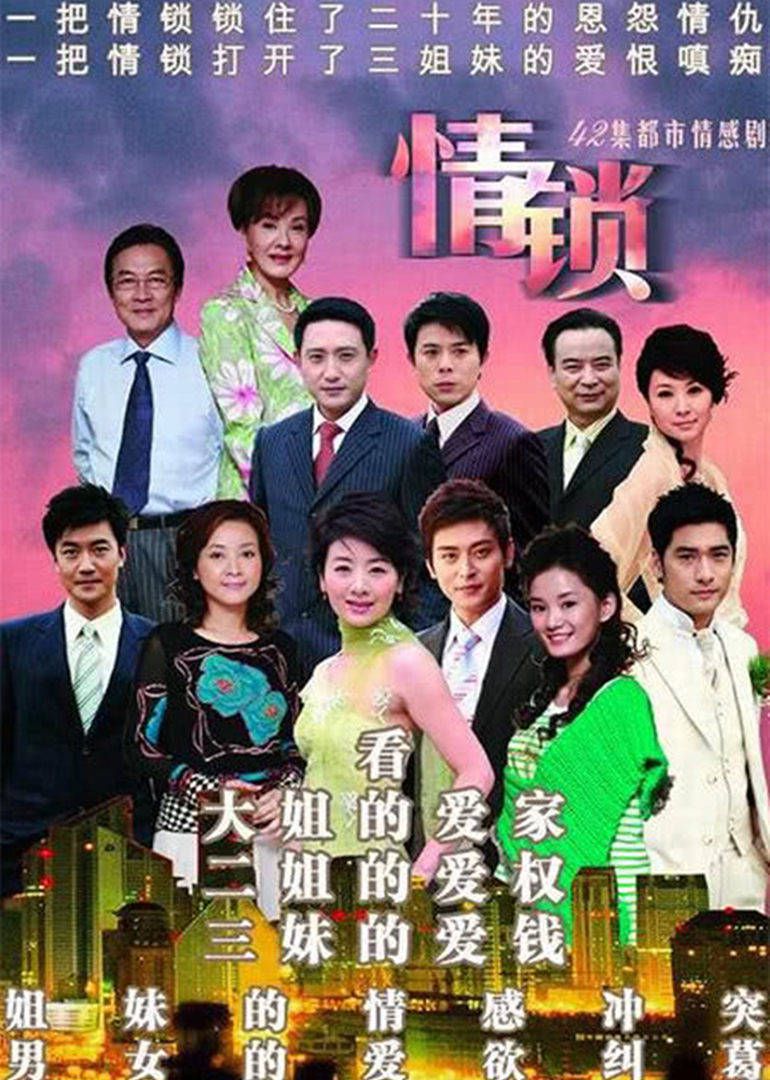 一把情锁锁住了二十年的恩怨情仇
一把情锁打开了三姐妹的爱恨嗔痴
42集都市情感剧
情锁
看
大姐的爱家
二姐的爱权
三妹的爱钱
姐妹的情感冲突
男女的爱欲纠葛